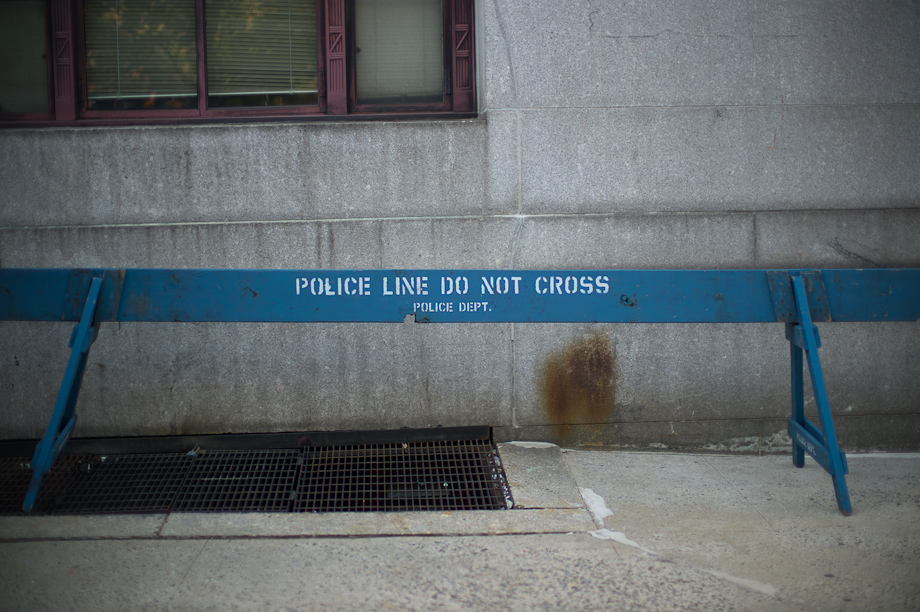 POLICE LINE DO NOT CROSS
POLICE DEPT.